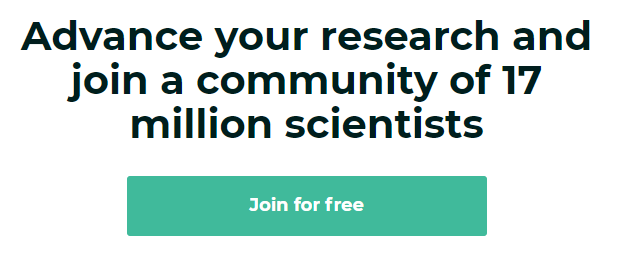 Advance your research and
join a community of 17
million scientists
Join for free